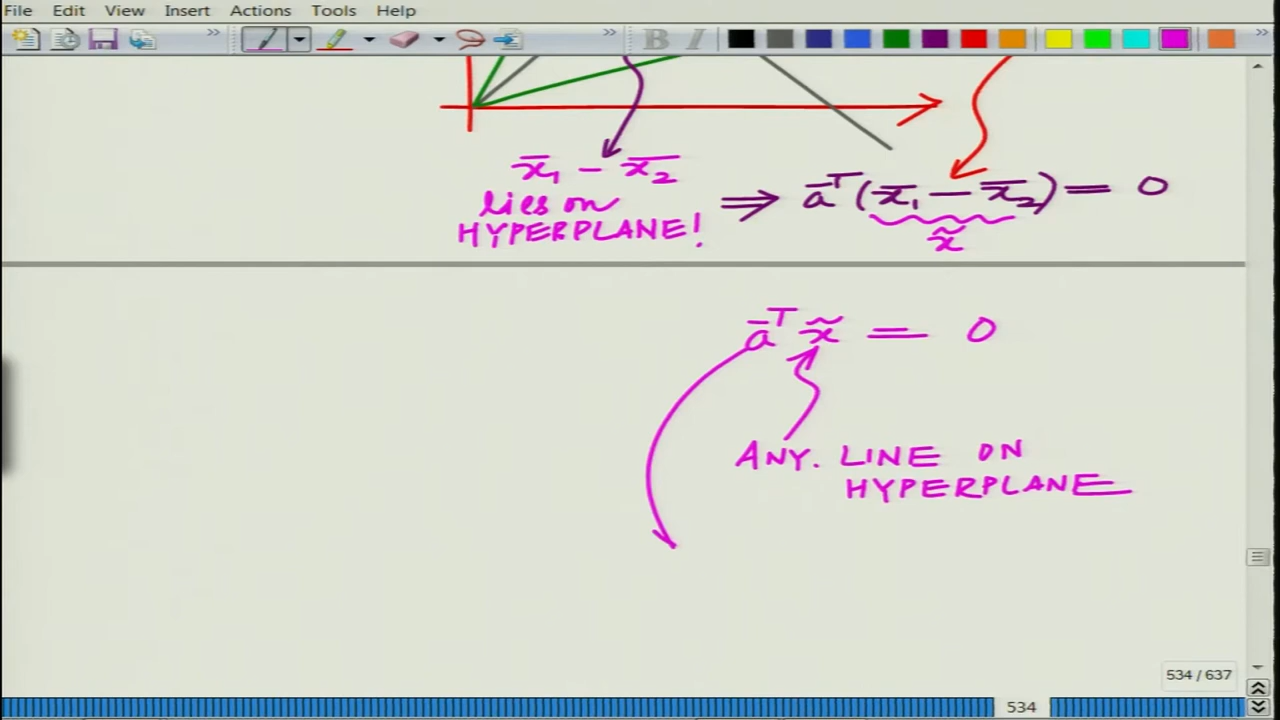 File Edit View Insert Actions Tools Help
B I
x̄₁ − x̄₂
lies on
HYPERPLANE!
⇒ āᵀ(x̄₁ − x̄₂) = 0
x̃
āᵀx̃ = 0
ANY. LINE ON
HYPERPLANE
534 / 637
534